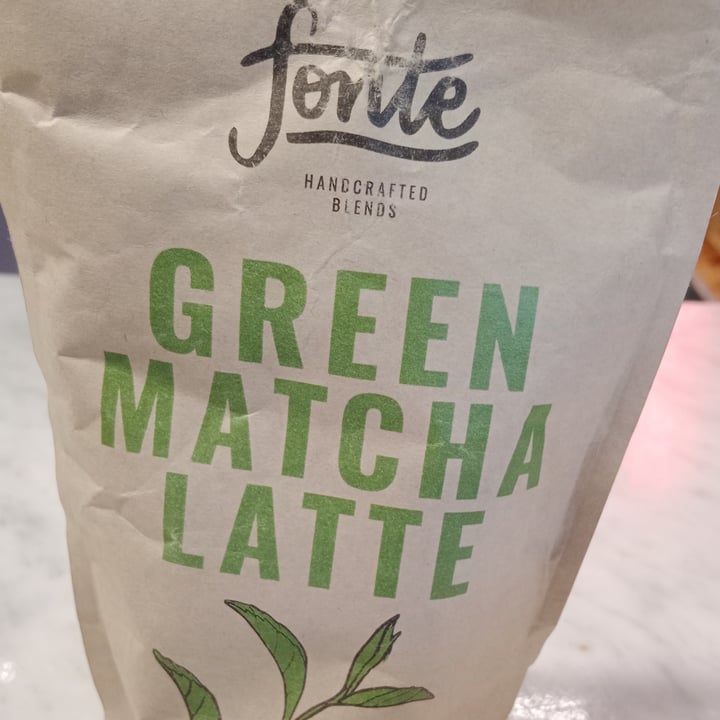 fonte
HANDCRAFTED
BLENDS
GREEN
MATCHA
LATTE